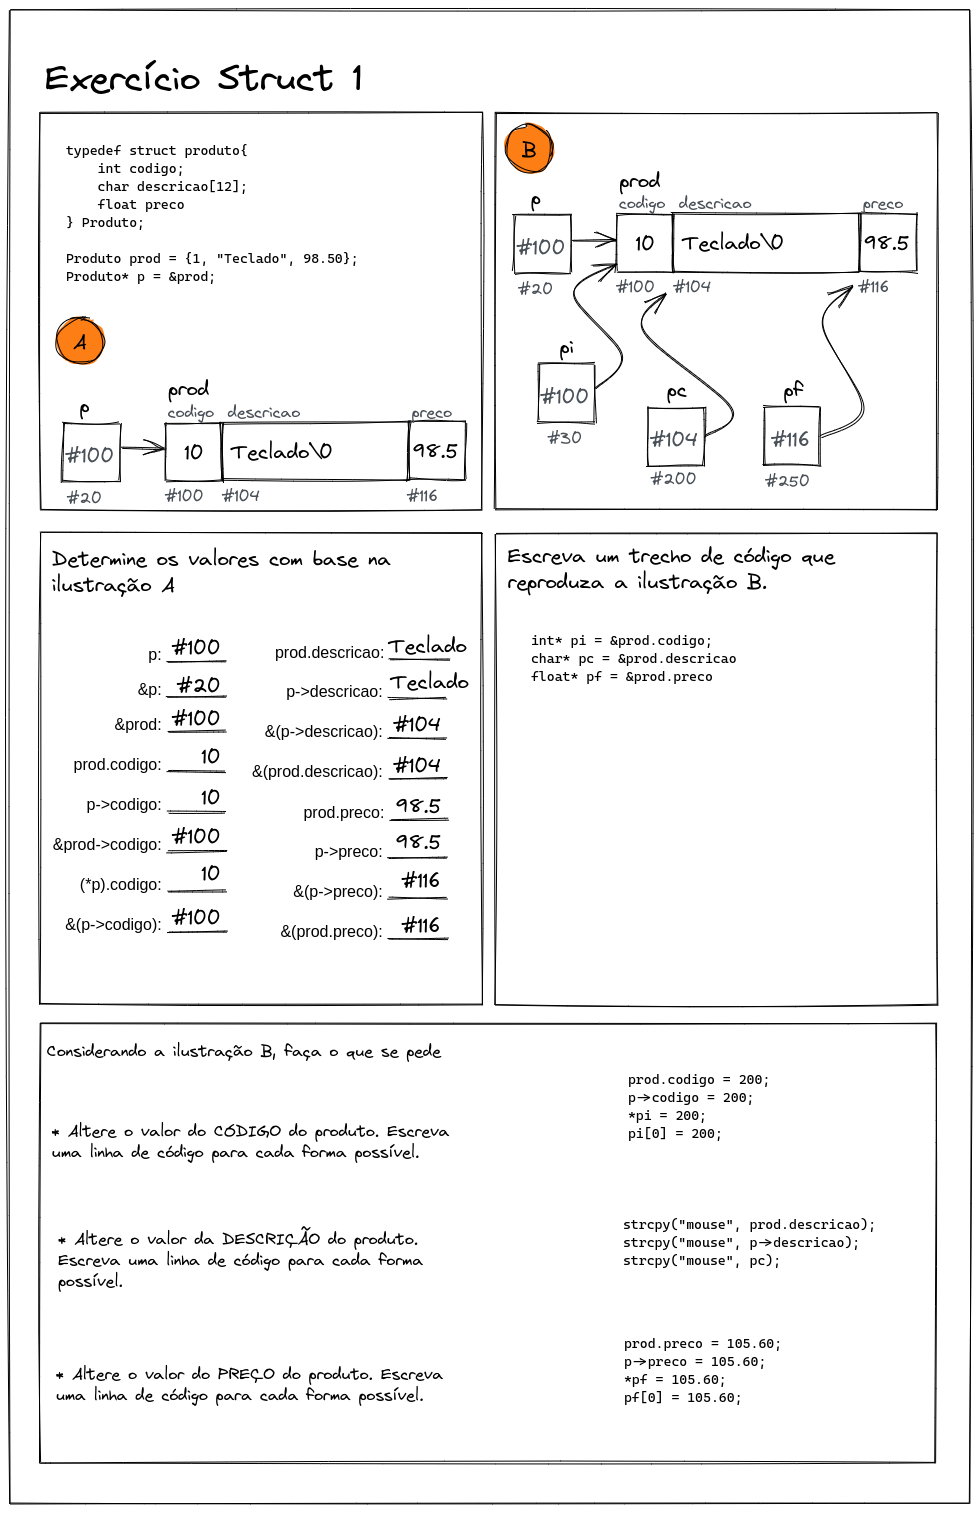 Exercício Struct 1
typedef struct produto{
int codigo;
char descricao[12];
float preco
} Produto;
Produto prod = {1, "Teclado", 98.50};
Produto* p = &prod;
A
prod
p
codigo descricao preco
#100 10 Teclado\0 98.5
#20 #100 #104 #116
B
prod
p
codigo descricao preco
#100 10 Teclado\0 98.5
#20 #100 #104 #116
pi
#100
#30
pc
#104
#200
pf
#116
#250
Determine os valores com base na
ilustração A
p: #100
&p: #20
&prod: #100
prod.codigo: 10
p->codigo: 10
&prod->codigo: #100
(*p).codigo: 10
&(p->codigo): #100
prod.descricao: Teclado
p->descricao: Teclado
&(p->descricao): #104
&(prod.descricao): #104
prod.preco: 98.5
p->preco: 98.5
&(p->preco): #116
&(prod.preco): #116
Escreva um trecho de código que
reproduza a ilustração B.
int* pi = &prod.codigo;
char* pc = &prod.descricao
float* pf = &prod.preco
Considerando a ilustração B, faça o que se pede
* Altere o valor do CÓDIGO do produto. Escreva
uma linha de código para cada forma possível.
prod.codigo = 200;
p->codigo = 200;
*pi = 200;
pi[0] = 200;
* Altere o valor da DESCRIÇÃO do produto.
Escreva uma linha de código para cada forma
possível.
strcpy("mouse", prod.descricao);
strcpy("mouse", p->descricao);
strcpy("mouse", pc);
* Altere o valor do PREÇO do produto. Escreva
uma linha de código para cada forma possível.
prod.preco = 105.60;
p->preco = 105.60;
*pf = 105.60;
pf[0] = 105.60;